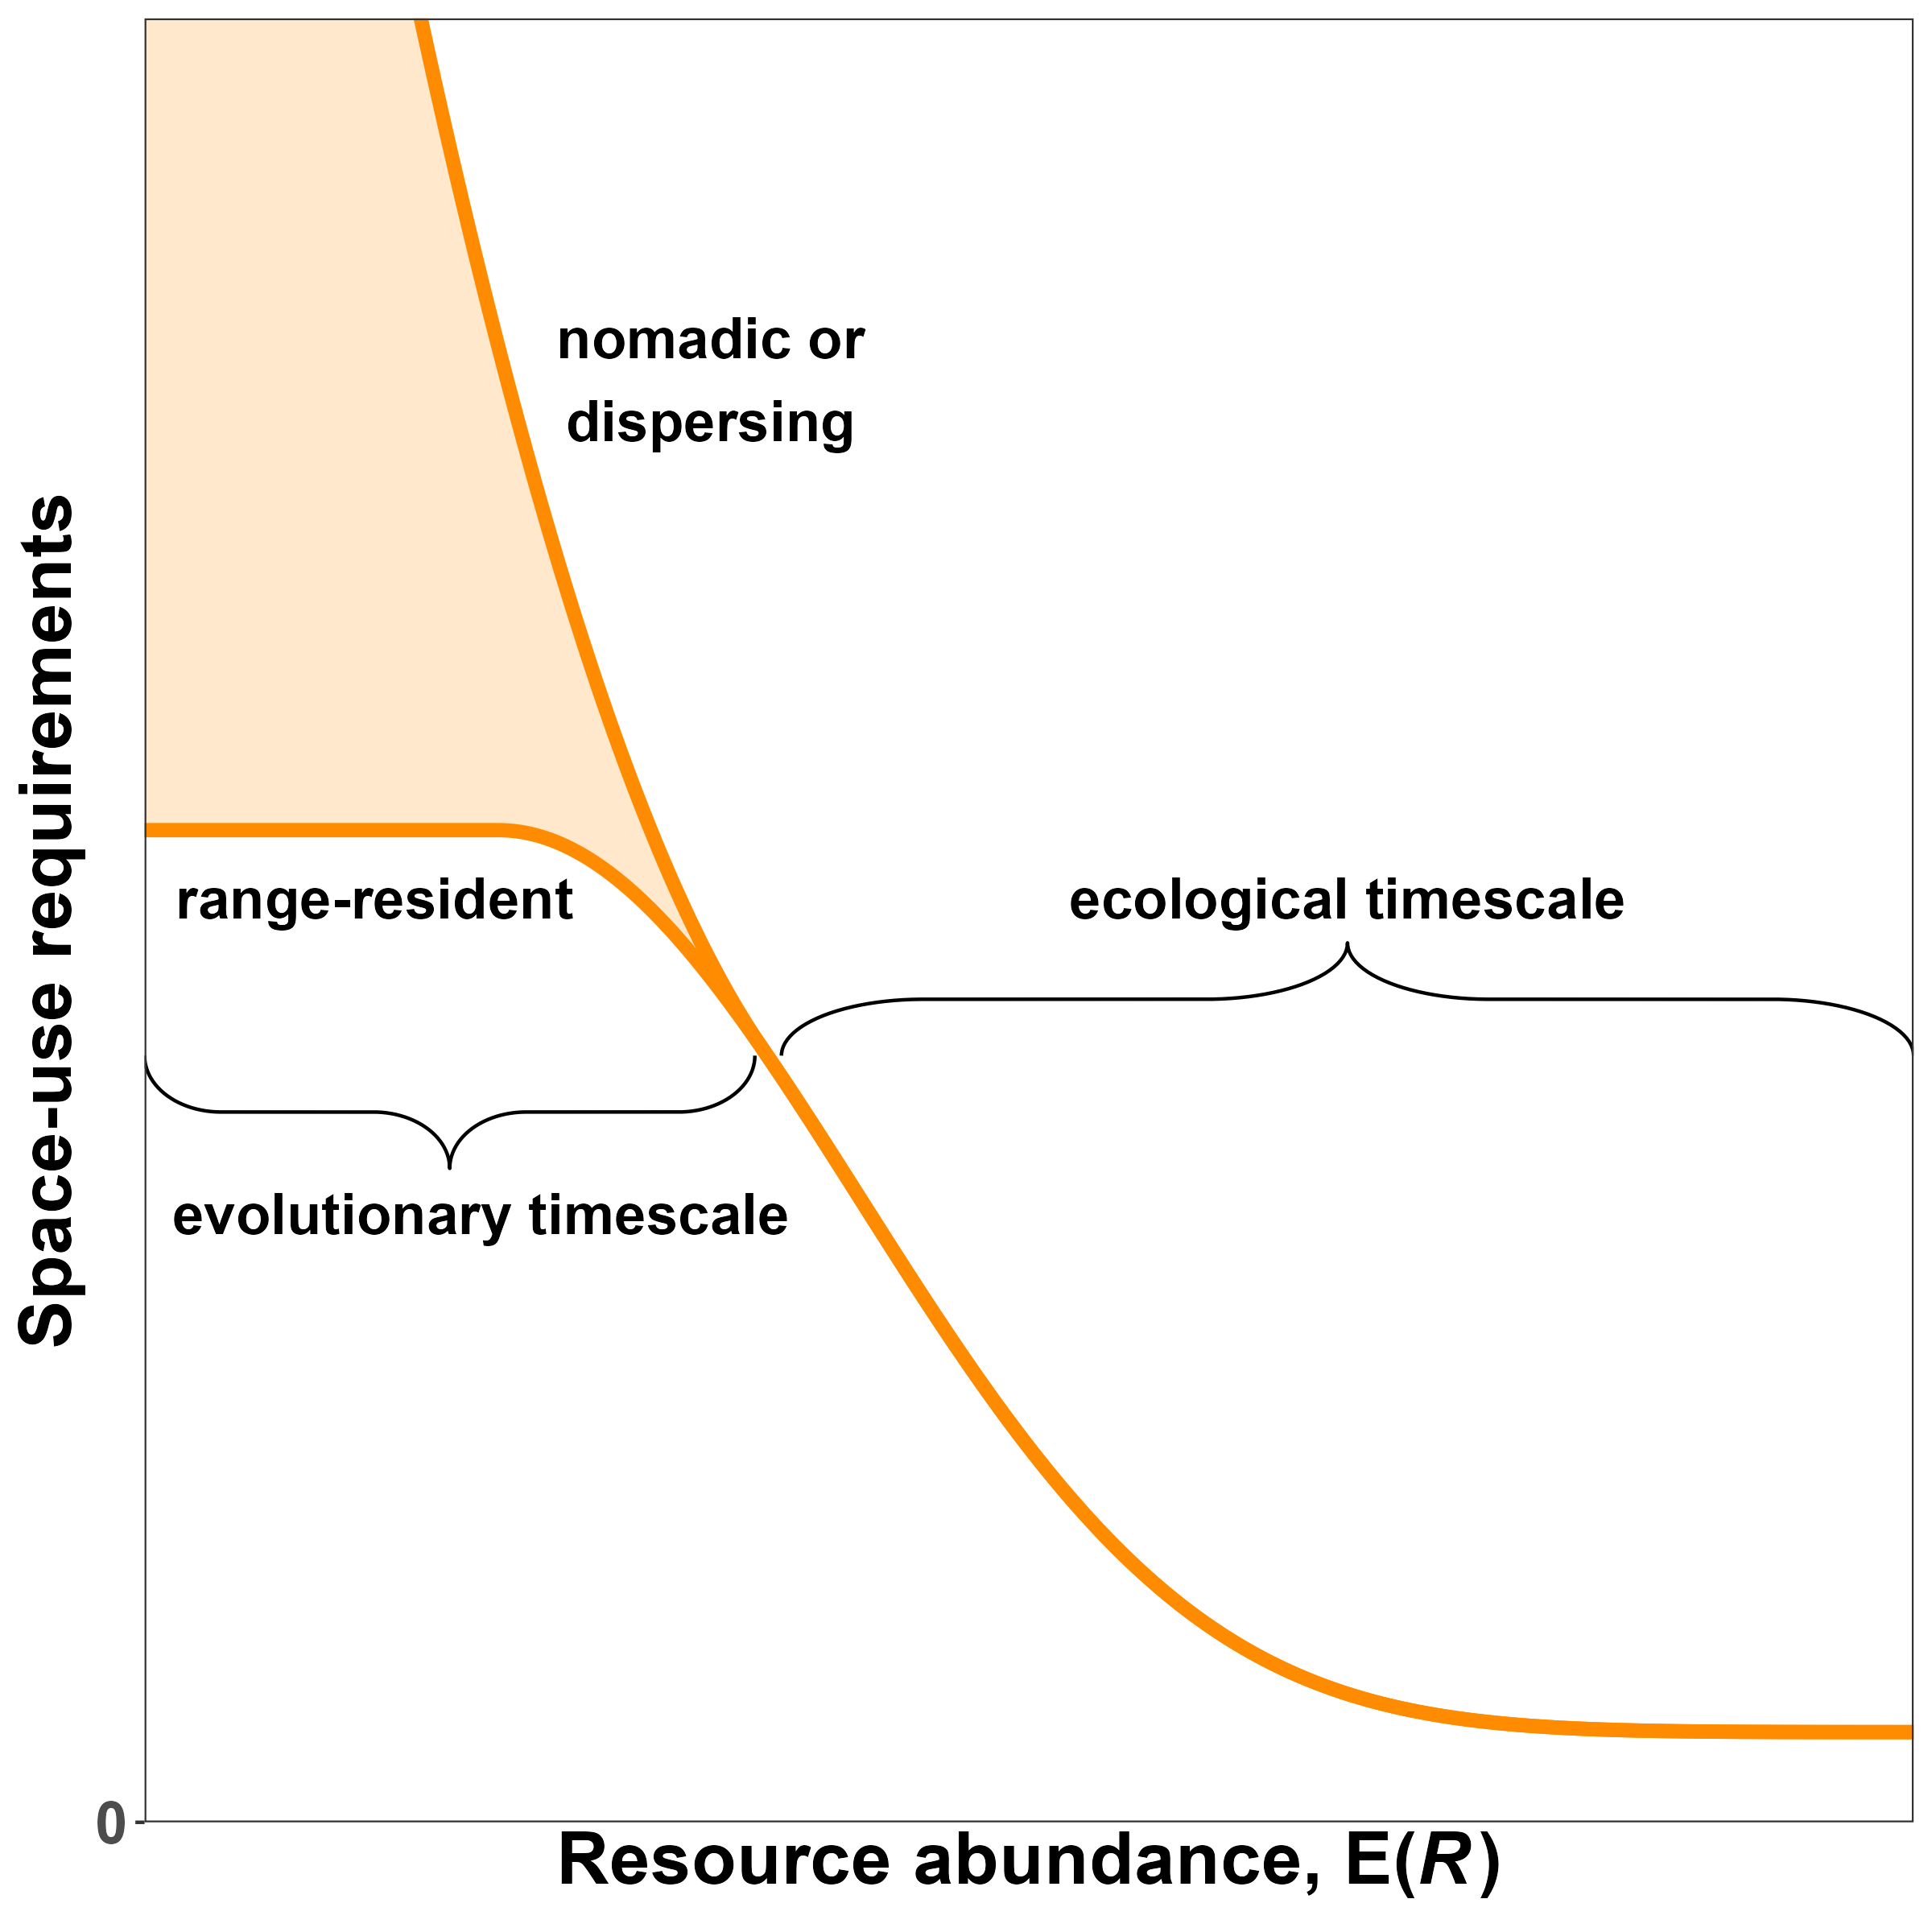 Space-use requirements
nomadic or
dispersing
range-resident
ecological timescale
evolutionary timescale
0
Resource abundance, E(R)